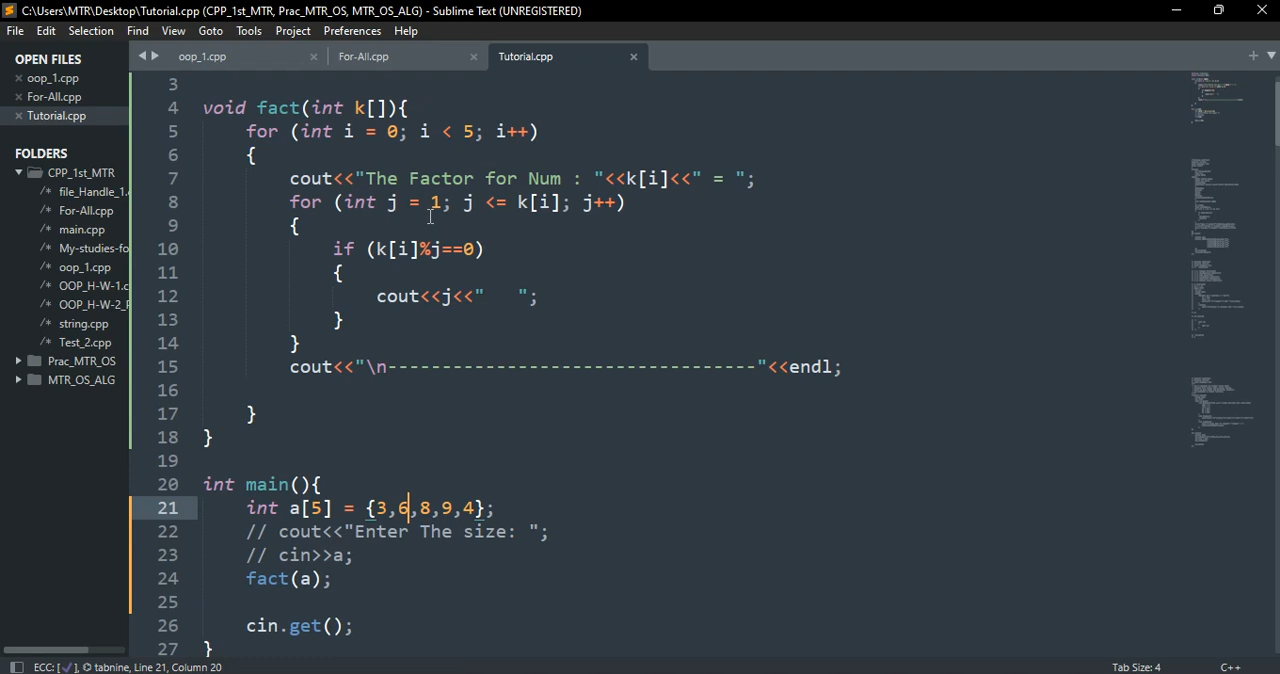 C:\Users\MTR\Desktop\Tutorial.cpp (CPP_1st_MTR, Prac_MTR_OS, MTR_OS_ALG) - Sublime Text (UNREGISTERED)
File Edit Selection Find View Goto Tools Project Preferences Help
OPEN FILES
oop_1.cpp
For-All.cpp
Tutorial.cpp
FOLDERS
CPP_1st_MTR
/* file_Handle_1.
/* For-All.cpp
/* main.cpp
/* My-studies-fo
/* oop_1.cpp
/* OOP_H-W-1.c
/* OOP_H-W-2_F
/* string.cpp
/* Test_2.cpp
Prac_MTR_OS
MTR_OS_ALG
oop_1.cpp For-All.cpp Tutorial.cpp
3
4 void fact(int k[]){
5 for (int i = 0; i < 5; i++)
6 {
7 cout<<"The Factor for Num : "<<k[i]<<" = ";
8 for (int j = 1; j <= k[i]; j++)
9 {
10 if (k[i]%j==0)
11 {
12 cout<<j<<"   ";
13 }
14 }
15 cout<<"\n----------------------------------"<<endl;
16
17 }
18 }
19
20 int main(){
21 int a[5] = {3,6,8,9,4};
22 // cout<<"Enter The size: ";
23 // cin>>a;
24 fact(a);
25
26 cin.get();
27 }
ECC: [✓], tabnine, Line 21, Column 20 Tab Size: 4 C++